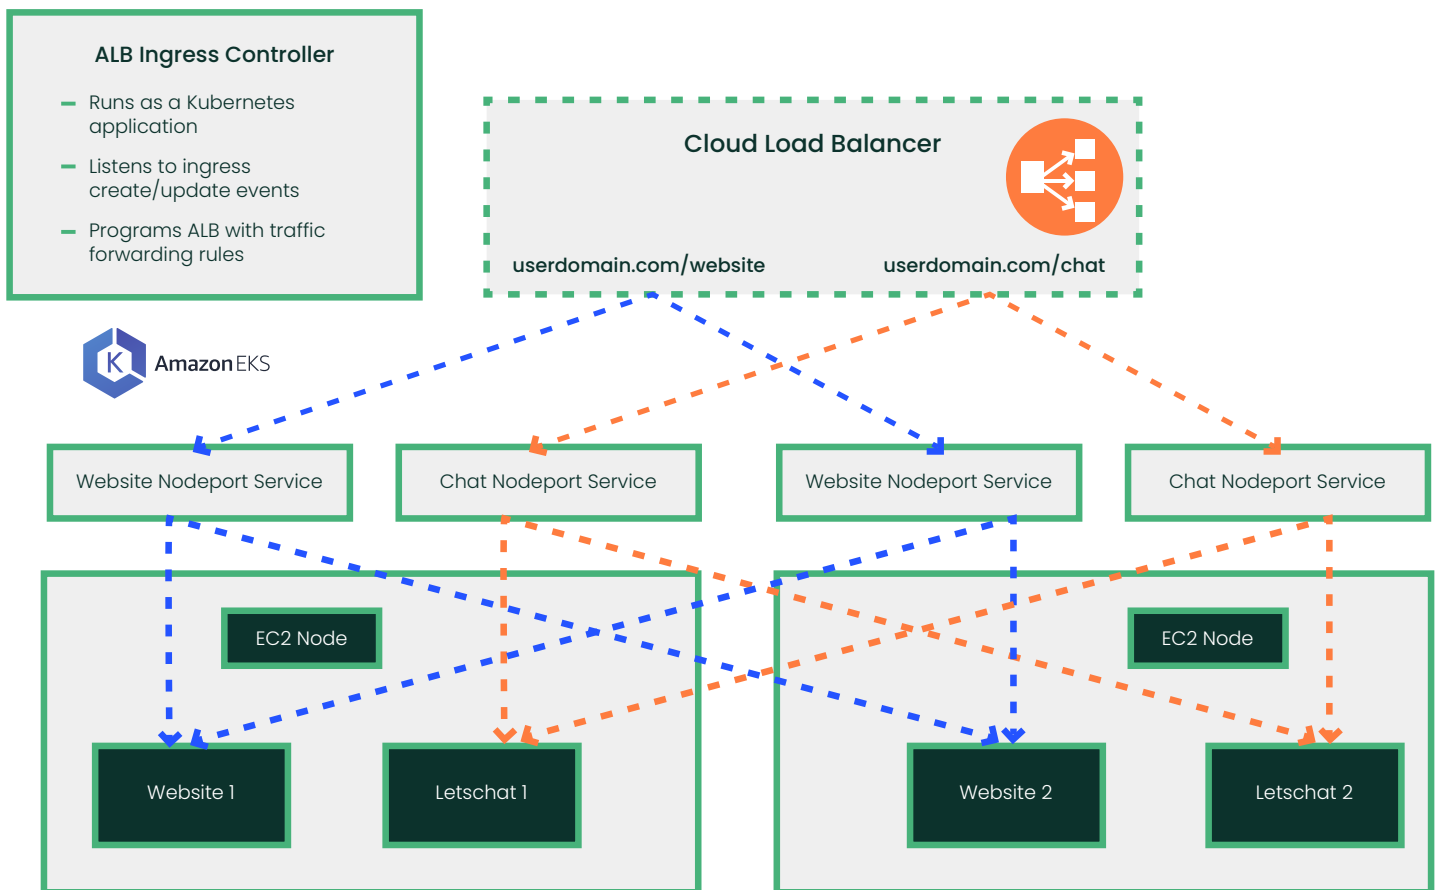 ALB Ingress Controller
Runs as a Kubernetes
application
Listens to ingress
create/update events
Programs ALB with traffic
forwarding rules
Cloud Load Balancer
userdomain.com/website
userdomain.com/chat
K
Amazon EKS
Website Nodeport Service
Chat Nodeport Service
Website Nodeport Service
Chat Nodeport Service
EC2 Node
EC2 Node
Website 1
Letschat 1
Website 2
Letschat 2